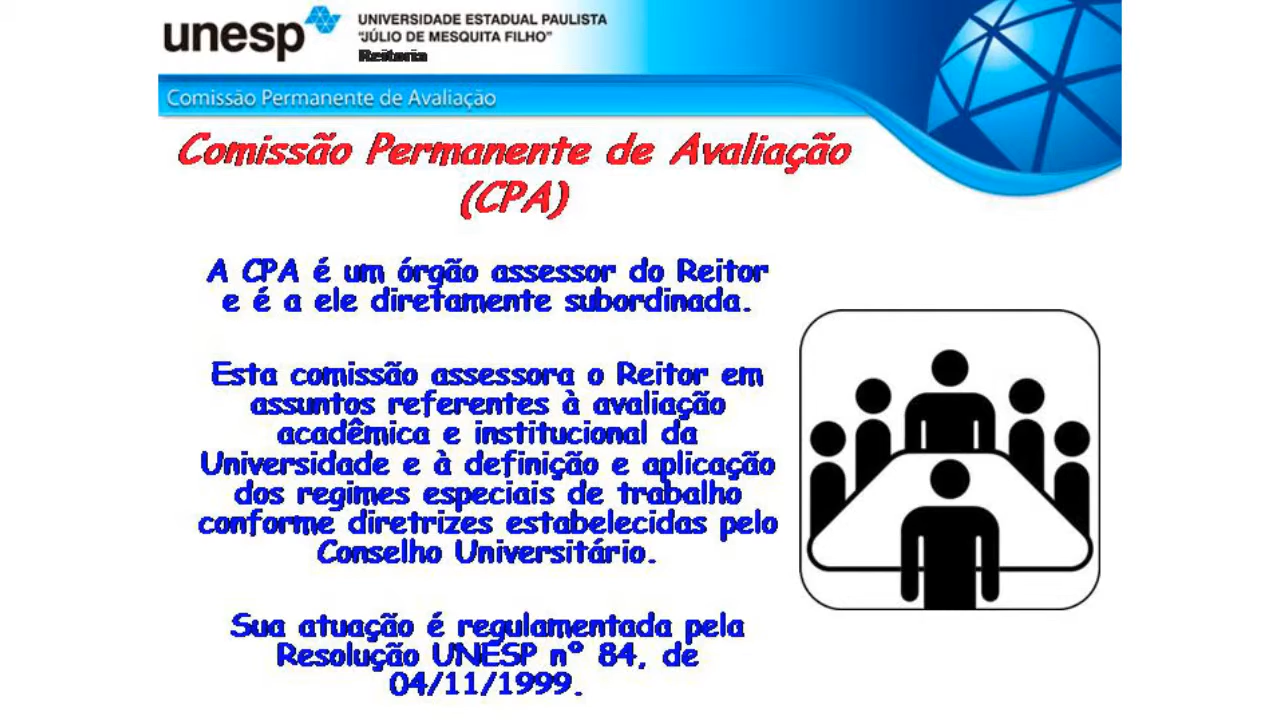 unesp
UNIVERSIDADE ESTADUAL PAULISTA
"JÚLIO DE MESQUITA FILHO"
Reitoria
Comissão Permanente de Avaliação
Comissão Permanente de Avaliação
(CPA)
A CPA é um órgão assessor do Reitor
e é a ele diretamente subordinada.
Esta comissão assessora o Reitor em
assuntos referentes à avaliação
acadêmica e institucional da
Universidade e à definição e aplicação
dos regimes especiais de trabalho
conforme diretrizes estabelecidas pelo
Conselho Universitário.
Sua atuação é regulamentada pela
Resolução UNESP nº 84, de
04/11/1999.